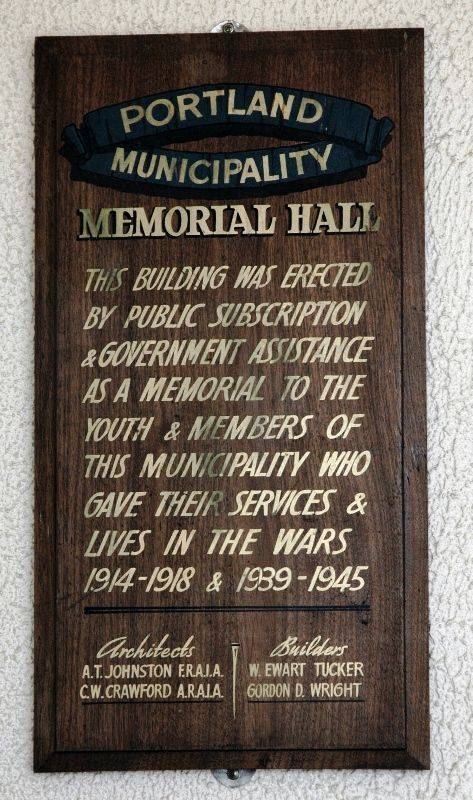 PORTLAND
MUNICIPALITY
MEMORIAL HALL
THIS BUILDING WAS ERECTED
BY PUBLIC SUBSCRIPTION
& GOVERNMENT ASSISTANCE
AS A MEMORIAL TO THE
YOUTH & MEMBERS OF
THIS MUNICIPALITY WHO
GAVE THEIR SERVICES &
LIVES IN THE WARS
1914-1918 & 1939-1945
Architects
A.T. JOHNSTON F.R.A.I.A.
C.W. CRAWFORD A.R.A.I.A.
Builders
W. EWART TUCKER
GORDON D. WRIGHT